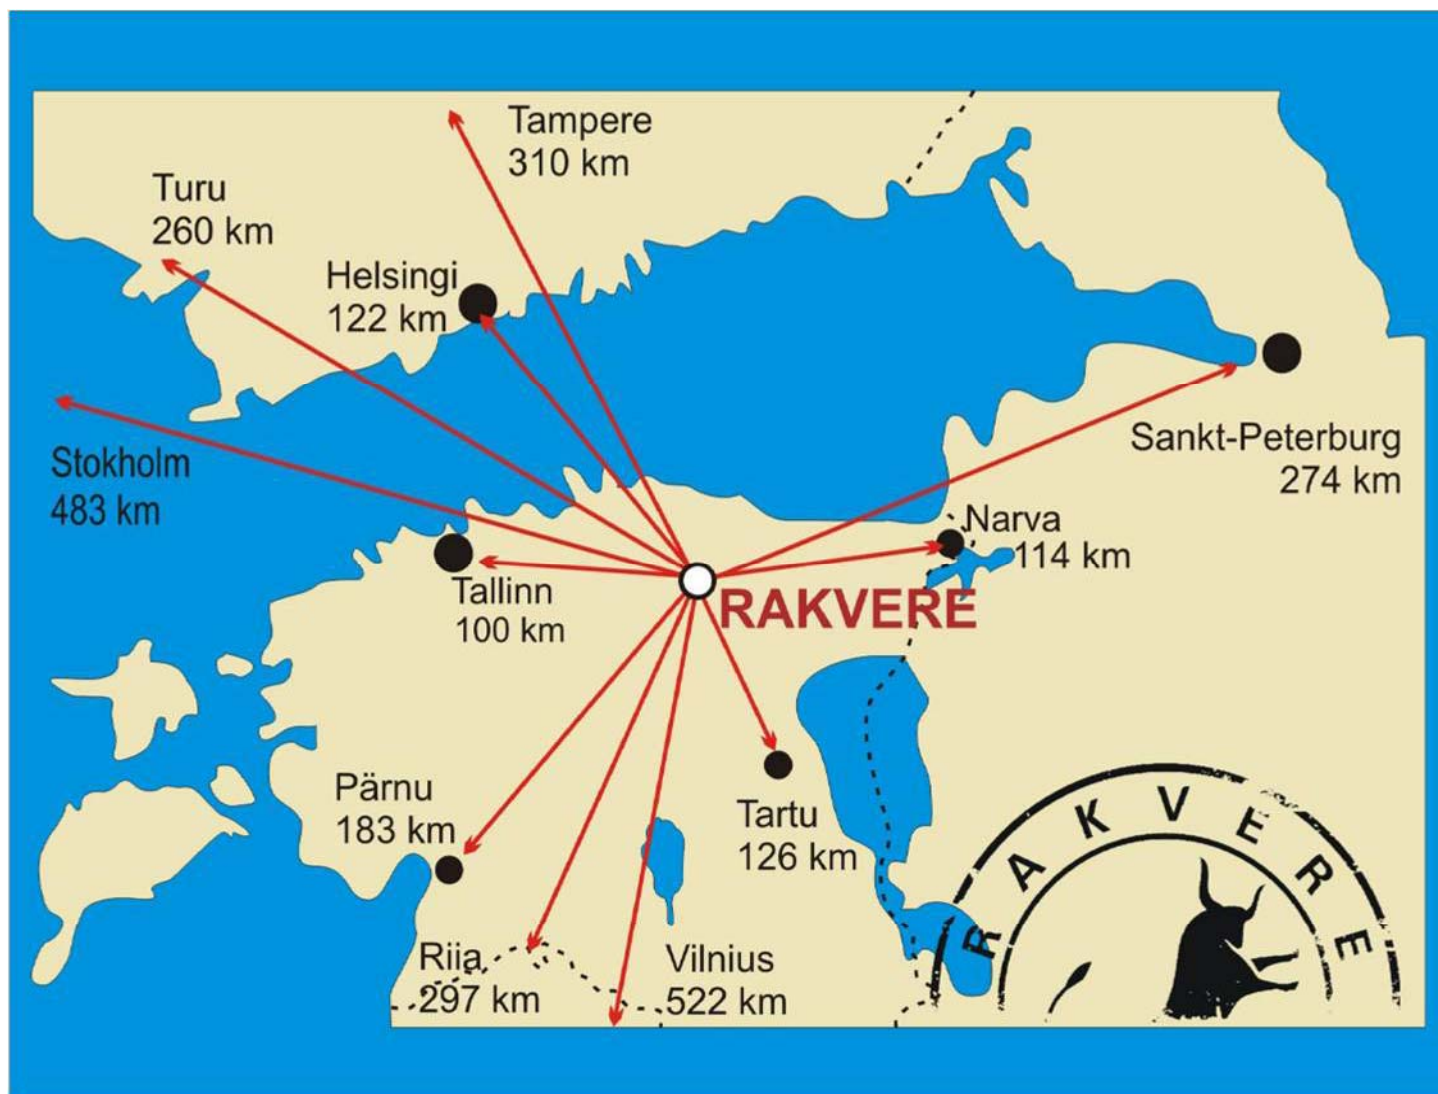 Tampere
310 km
Turu
260 km
Helsingi
122 km
Stokholm
483 km
Sankt-Peterburg
274 km
Narva
114 km
Tallinn
100 km
RAKVERE
Pärnu
183 km
Tartu
126 km
Riia
297 km
Vilnius
522 km
RAKVERE